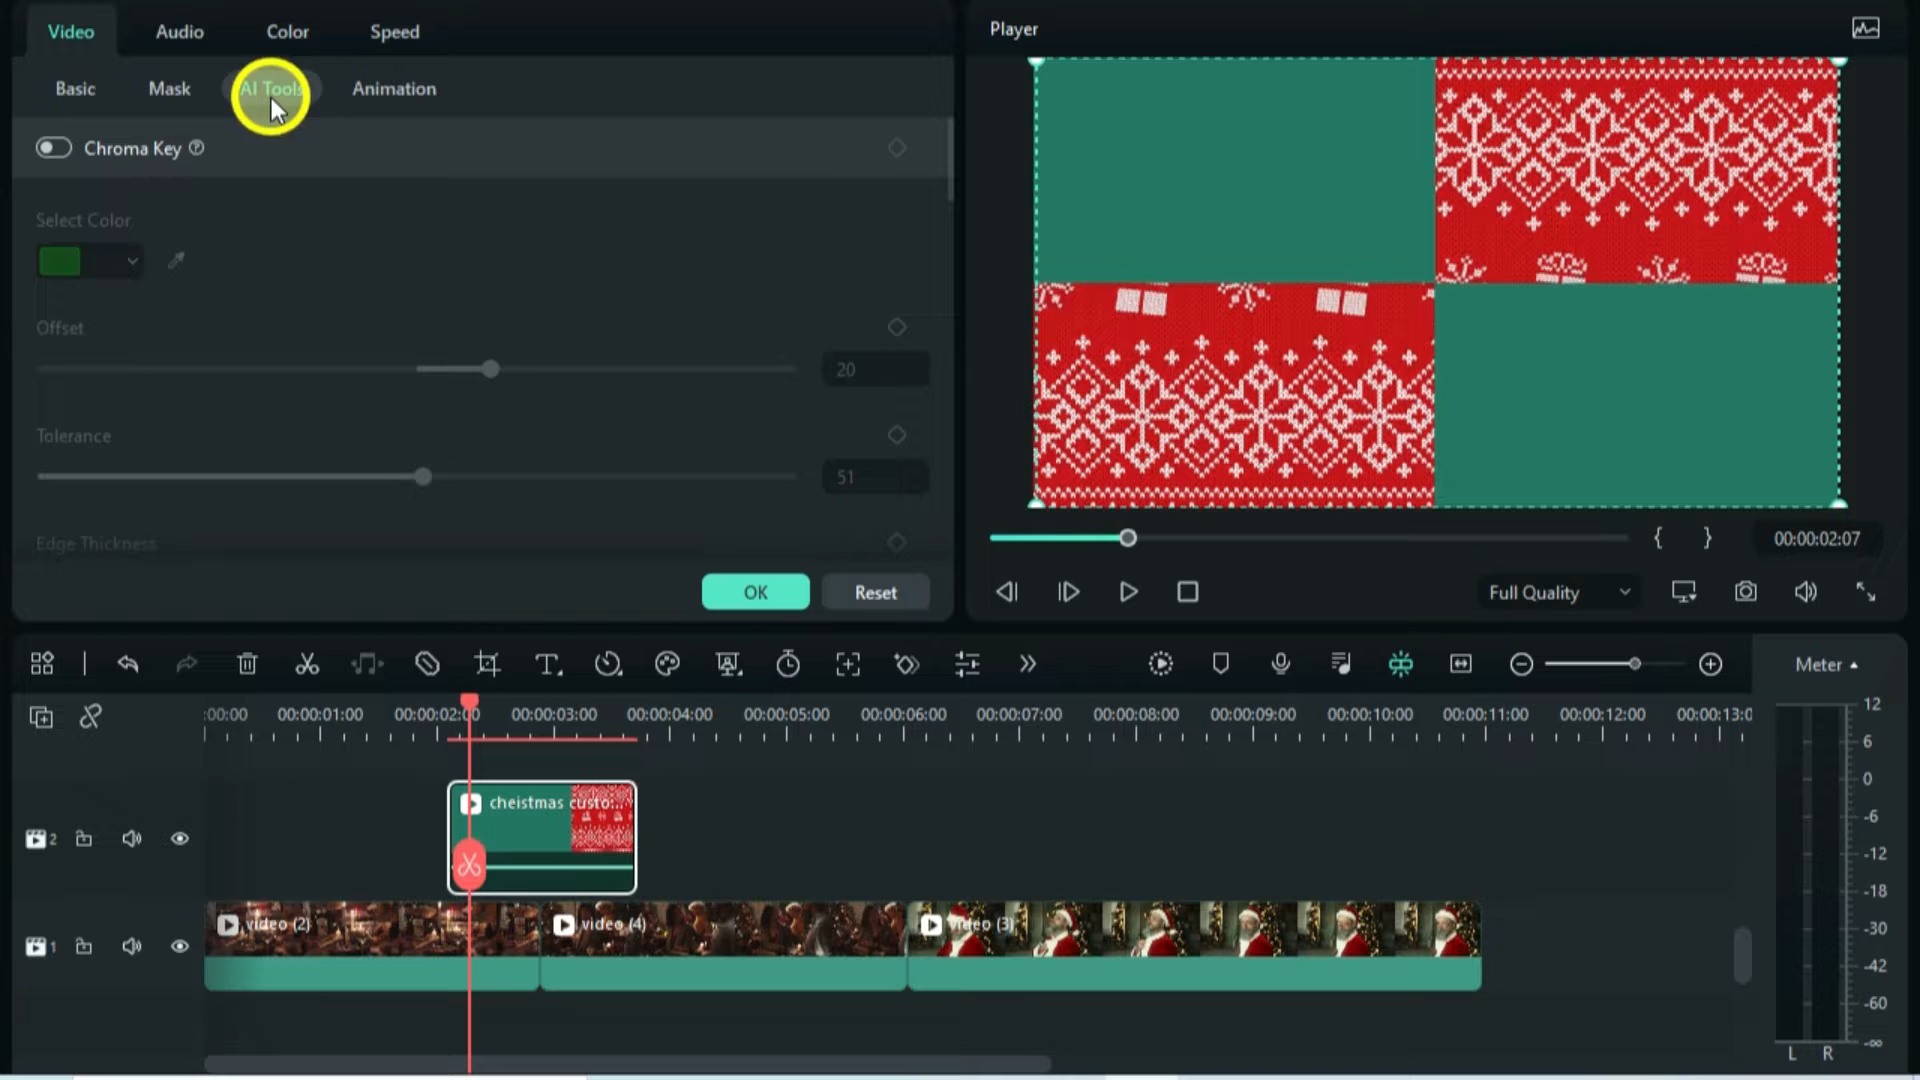 Video Audio Color Speed
Basic Mask AI Tools Animation
Chroma Key
Select Color
Offset
20
Tolerance
51
Edge Thickness
OK Reset
Player
{ } 00:00:02:07
Full Quality
Meter
:00:00 00:00:01:00 00:00:02:00 00:00:03:00 00:00:04:00 00:00:05:00 00:00:06:00 00:00:07:00 00:00:08:00 00:00:09:00 00:00:10:00 00:00:11:00 00:00:12:00 00:00:13:0
cheistmas custo...
2
video (2) video (4) video (3)
1
12
6
0
-6
-12
-18
-30
-42
-60
-∞
L R